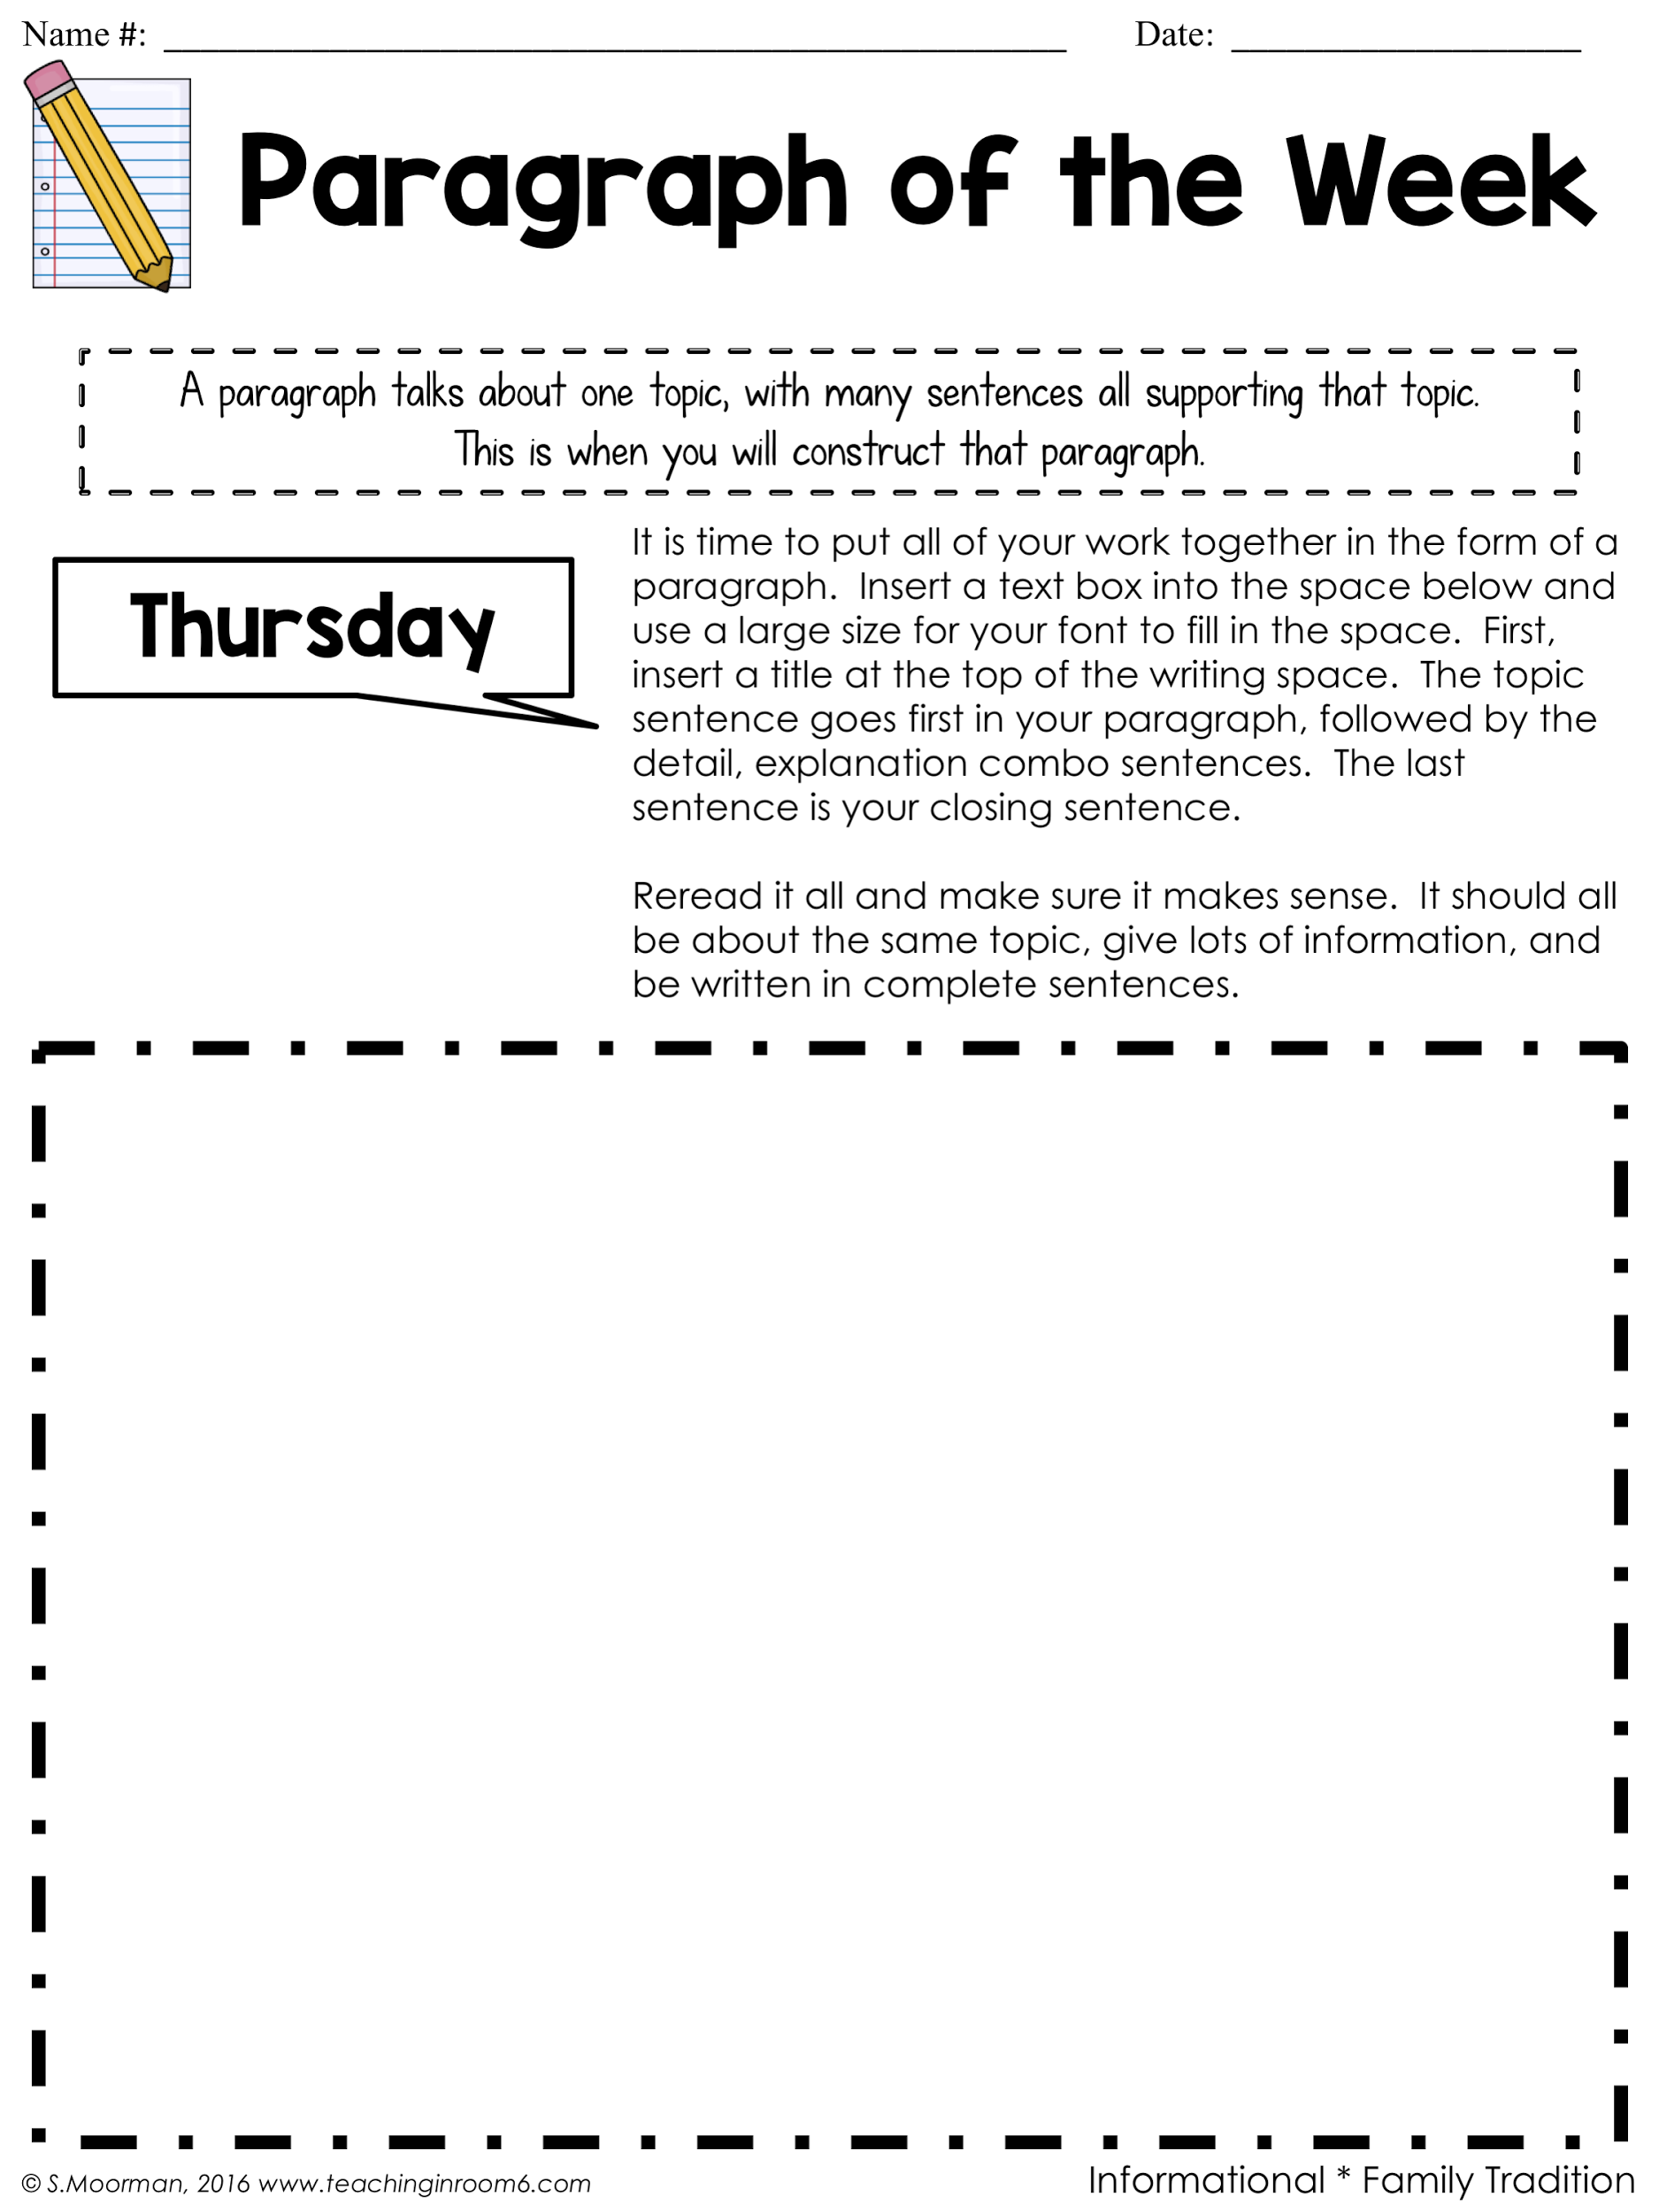 Name #: ________________________________________________ Date: ___________________
Paragraph of the Week
A paragraph talks about one topic, with many sentences all supporting that topic.
This is when you will construct that paragraph.
Thursday
It is time to put all of your work together in the form of a
paragraph. Insert a text box into the space below and
use a large size for your font to fill in the space. First,
insert a title at the top of the writing space. The topic
sentence goes first in your paragraph, followed by the
detail, explanation combo sentences. The last
sentence is your closing sentence.
Reread it all and make sure it makes sense. It should all
be about the same topic, give lots of information, and
be written in complete sentences.
© S.Moorman, 2016 www.teachinginroom6.com
Informational * Family Tradition